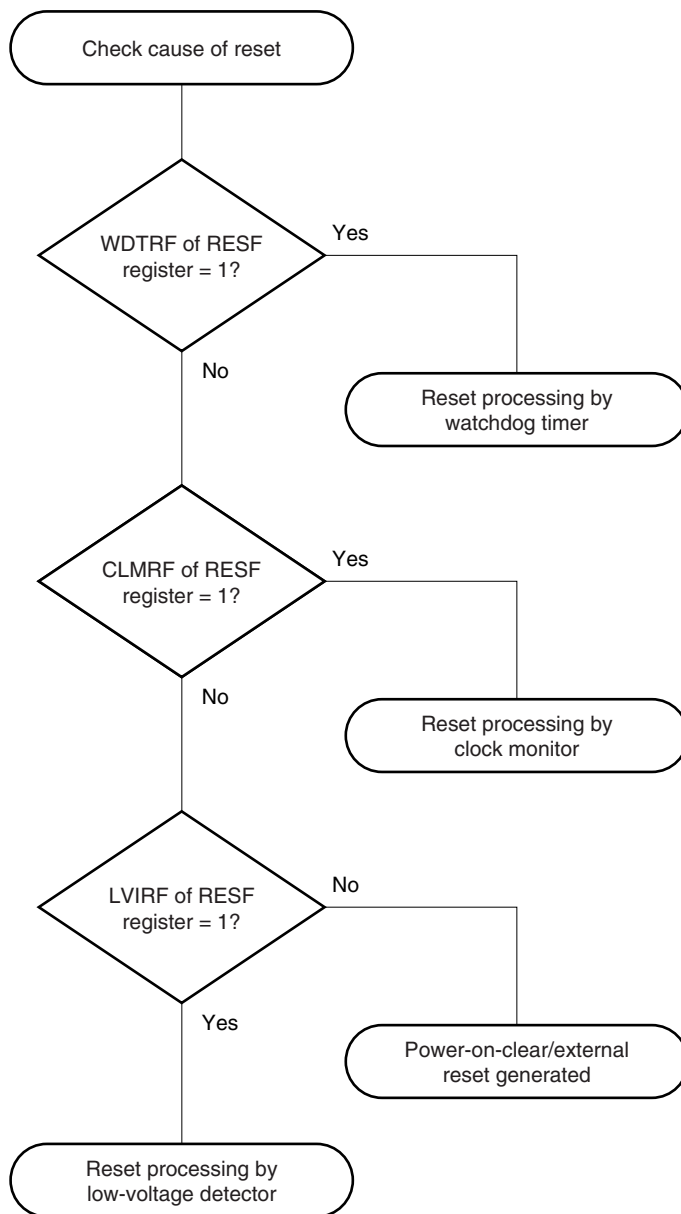 Check cause of reset
WDTRF of RESF
register = 1?
Yes
No
Reset processing by
watchdog timer
CLMRF of RESF
register = 1?
Yes
No
Reset processing by
clock monitor
LVIRF of RESF
register = 1?
No
Yes
Power-on-clear/external
reset generated
Reset processing by
low-voltage detector